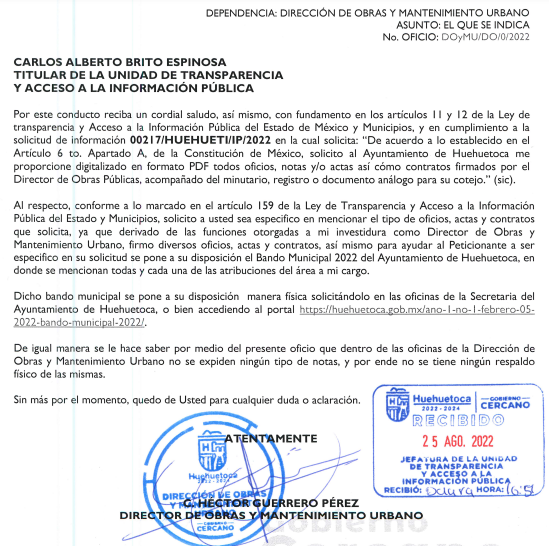 DEPENDENCIA: DIRECCIÓN DE OBRAS Y MANTENIMIENTO URBANO
ASUNTO: EL QUE SE INDICA
No. OFICIO: DOyMU/DO/0/2022
CARLOS ALBERTO BRITO ESPINOSA
TITULAR DE LA UNIDAD DE TRANSPARENCIA
Y ACCESO A LA INFORMACIÓN PÚBLICA
Por este conducto reciba un cordial saludo, así mismo, con fundamento en los artículos 11 y 12 de la Ley de
transparencia y Acceso a la Información Pública del Estado de México y Municipios, y en cumplimiento a la
solicitud de información 00217/HUEHUETI/IP/2022 en la cual solicita: “De acuerdo a lo establecido en el
Artículo 6 to. Apartado A, de la Constitución de México, solicito al Ayuntamiento de Huehuetoca me
proporcione digitalizado en formato PDF todos oficios, notas y/o actas así cómo contratos firmados por el
Director de Obras Públicas, acompañado del minutario, registro o documento análogo para su cotejo.” (sic).
Al respecto, conforme a lo marcado en el artículo 159 de la Ley de Transparencia y Acceso a la Información
Pública del Estado y Municipios, solicito a usted sea especifico en mencionar el tipo de oficios, actas y contratos
que solicita, ya que derivado de las funciones otorgadas a mi investidura como Director de Obras y
Mantenimiento Urbano, firmo diversos oficios, actas y contratos, así mismo para ayudar al Peticionante a ser
especifico en su solicitud se pone a su disposición el Bando Municipal 2022 del Ayuntamiento de Huehuetoca, en
donde se mencionan todas y cada una de las atribuciones del área a mi cargo.
Dicho bando municipal se pone a su disposición manera física solicitándolo en las oficinas de la Secretaria del
Ayuntamiento de Huehuetoca, o bien accediendo al portal https://huehuetoca.gob.mx/ano-1-no-1-febrero-05-
2022-bando-municipal-2022/.
De igual manera se le hace saber por medio del presente oficio que dentro de las oficinas de la Dirección de
Obras y Mantenimiento Urbano no se expiden ningún tipo de notas, y por ende no se tiene ningún respaldo
físico de las mismas.
Sin más por el momento, quedo de Usted para cualquier duda o aclaración.
Huehuetoca
2022 - 2024
GOBIERNO
CERCANO
RECIBIDO
25 AGO. 2022
JEFATURA DE LA UNIDAD
DE TRANSPARENCIA
Y ACCESO A LA
INFORMACIÓN PÚBLICA
RECIBIÓ: HORA: 16:51
ATENTAMENTE
Huehuetoca
2022 - 2024
DIRECCIÓN DE OBRAS
Y MANTENIMIENTO
URBANO
GOBIERNO
CERCANO
C. HÉCTOR GUERRERO PÉREZ
DIRECTOR DE OBRAS Y MANTENIMIENTO URBANO
Gobierno